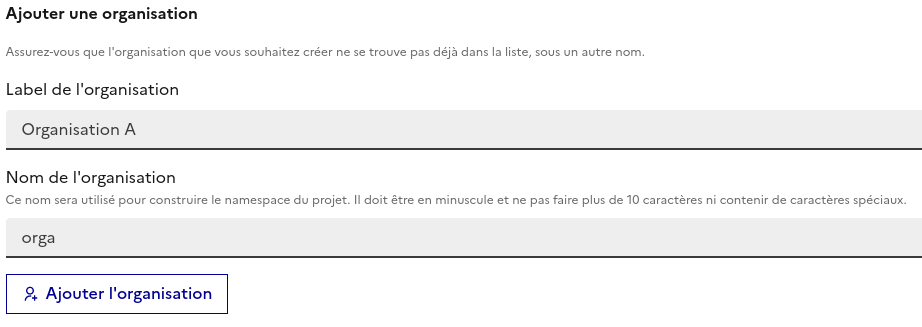 Ajouter une organisation
Assurez-vous que l'organisation que vous souhaitez créer ne se trouve pas déjà dans la liste, sous un autre nom.
Label de l'organisation
Organisation A
Nom de l'organisation
Ce nom sera utilisé pour construire le namespace du projet. Il doit être en minuscule et ne pas faire plus de 10 caractères ni contenir de caractères spéciaux.
orga
Ajouter l'organisation